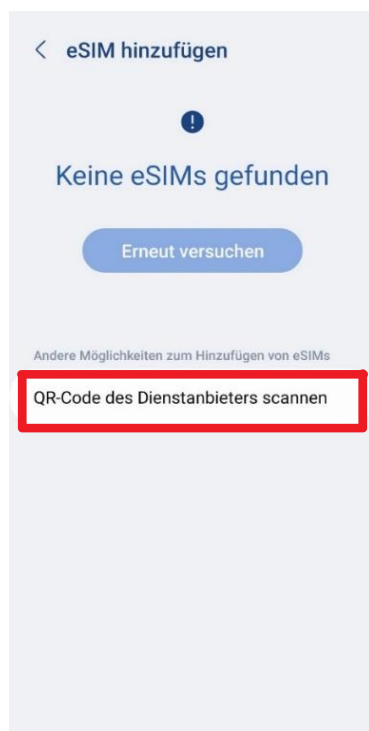 eSIM hinzufügen
Keine eSIMs gefunden
Erneut versuchen
Andere Möglichkeiten zum Hinzufügen von eSIMs
QR-Code des Dienstanbieters scannen